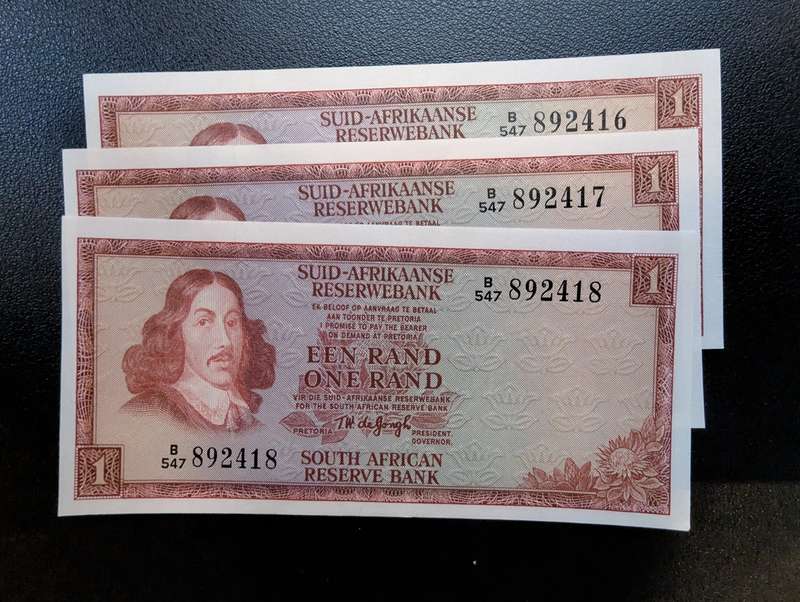 SUID-AFRIKAANSE
RESERWEBANK
B
547 892416
1
SUID-AFRIKAANSE
RESERWEBANK
B
547 892417
1
SUID-AFRIKAANSE
RESERWEBANK
B
547 892418
1
EK BELOOF OP AANVRAAG TE BETAAL
AAN TOONDER TE PRETORIA
I PROMISE TO PAY THE BEARER
ON DEMAND AT PRETORIA
EEN RAND
ONE RAND
VIR DIE SUID-AFRIKAANSE RESERWEBANK
FOR THE SOUTH AFRICAN RESERVE BANK
T.W. de Jongh
PRETORIA
PRESIDENT.
GOVERNOR.
B
547 892418
1
SOUTH AFRICAN
RESERVE BANK